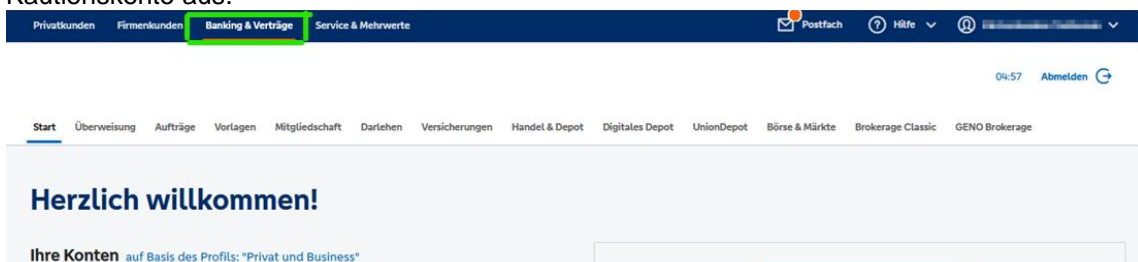 Kautionskonto aus.
Privatkunden Firmenkunden Banking & Verträge Service & Mehrwerte Postfach Hilfe
04:57 Abmelden
Start Überweisung Aufträge Vorlagen Mitgliedschaft Darlehen Versicherungen Handel & Depot Digitales Depot UnionDepot Börse & Märkte Brokerage Classic GENO Brokerage
Herzlich willkommen!
Ihre Konten auf Basis des Profils: "Privat und Business"